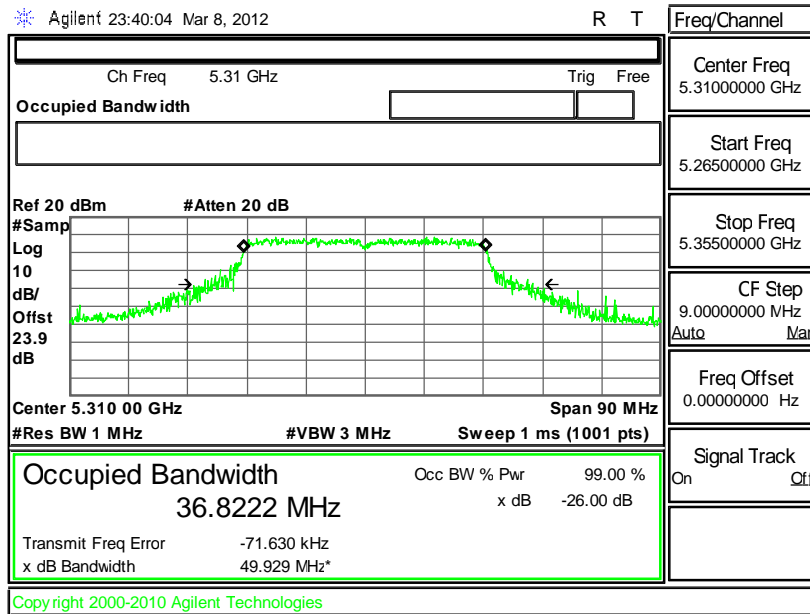 Agilent 23:40:04 Mar 8, 2012 R T
Freq/Channel
Ch Freq 5.31 GHz Trig Free
Occupied Bandwidth
Center Freq
5.31000000 GHz
Start Freq
5.26500000 GHz
Stop Freq
5.35500000 GHz
CF Step
9.00000000 MHz
Auto Man
Freq Offset
0.00000000 Hz
Signal Track
On Off
Ref 20 dBm #Atten 20 dB
#Samp
Log
10
dB/
Offst
23.9
dB
Center 5.310 00 GHz Span 90 MHz
#Res BW 1 MHz #VBW 3 MHz Sweep 1 ms (1001 pts)
Occupied Bandwidth
36.8222 MHz
Occ BW % Pwr 99.00 %
x dB -26.00 dB
Transmit Freq Error -71.630 kHz
x dB Bandwidth 49.929 MHz*
Copyright 2000-2010 Agilent Technologies